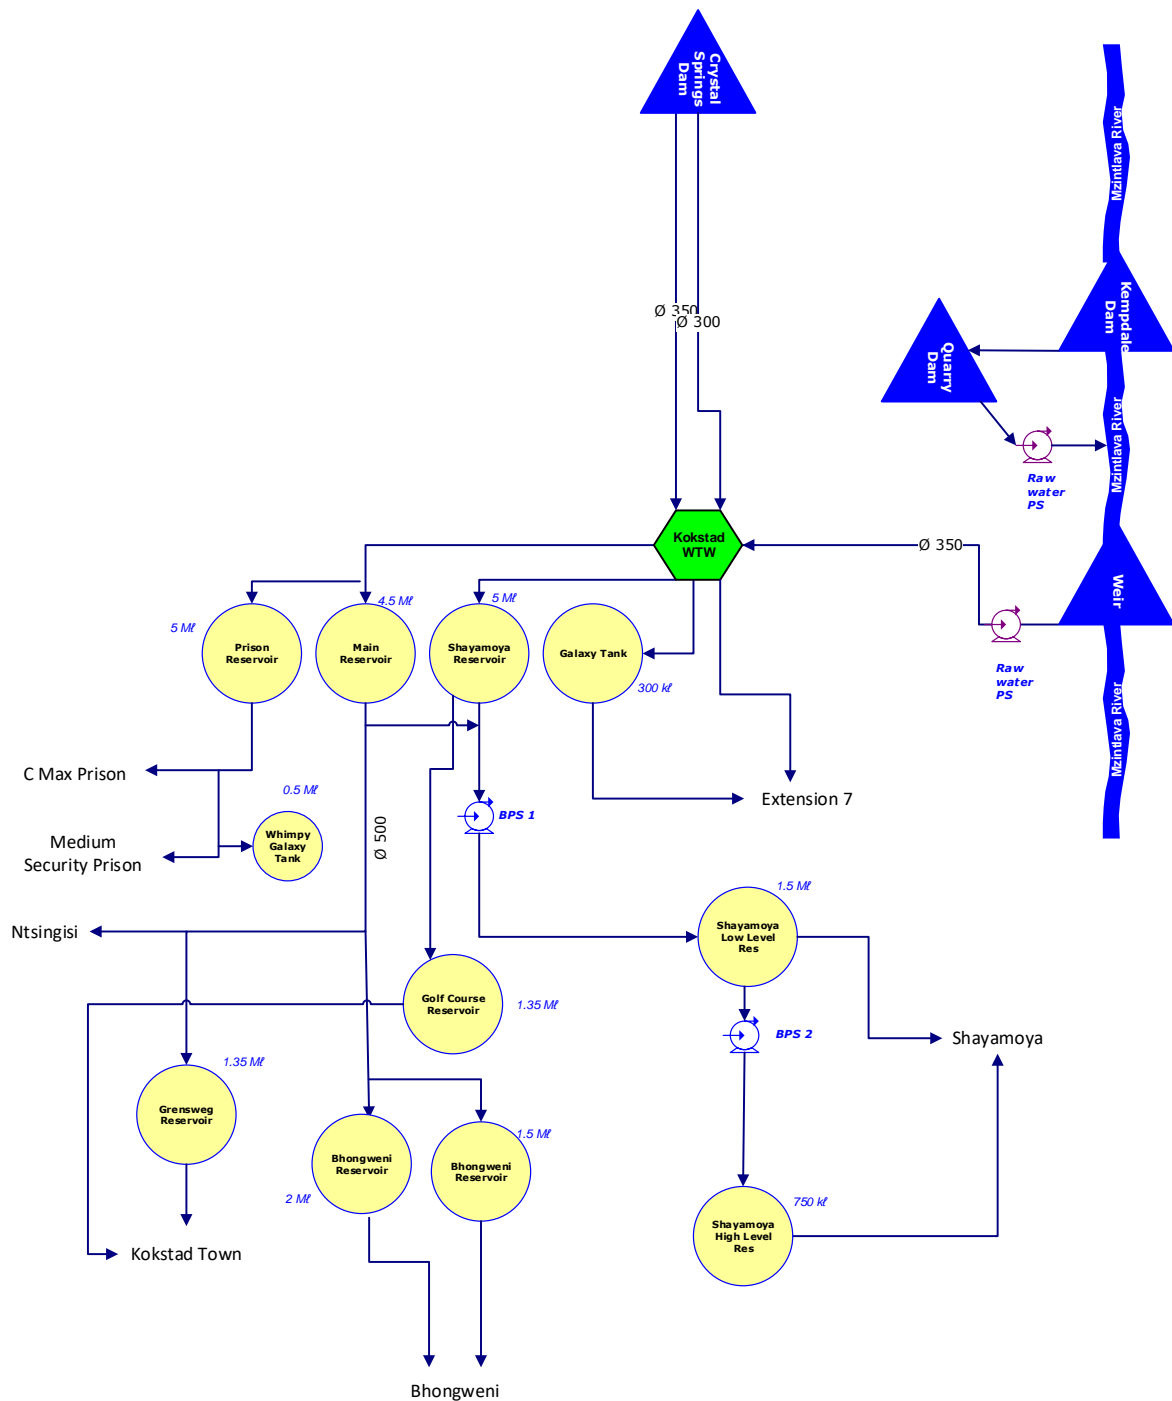 Crystal
Springs
Dam
Mzintlava River
Kempdale
Dam
Quarry
Dam
Ø 350
Ø 300
Mzintlava River
Raw
water
PS
Kokstad
WTW
Ø 350
Weir
Raw
water
PS
Mzintlava River
5 Mℓ
Prison
Reservoir
4.5 Mℓ
Main
Reservoir
5 Mℓ
Shayamoya
Reservoir
Galaxy Tank
300 kℓ
C Max Prison
0.5 Mℓ
Whimpy
Galaxy
Tank
Medium
Security Prison
Ø 500
BPS 1
Extension 7
Ntsingisi
1.5 Mℓ
Shayamoya
Low Level
Res
Golf Course
Reservoir
1.35 Mℓ
BPS 2
Shayamoya
1.35 Mℓ
Grensweg
Reservoir
Bhongweni
Reservoir
2 Mℓ
1.5 Mℓ
Bhongweni
Reservoir
750 kℓ
Shayamoya
High Level
Res
Kokstad Town
Bhongweni